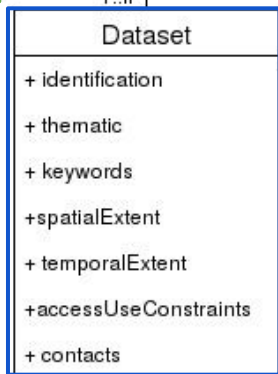 Dataset
+ identification
+ thematic
+ keywords
+spatialExtent
+ temporalExtent
+accessUseConstraints
+ contacts